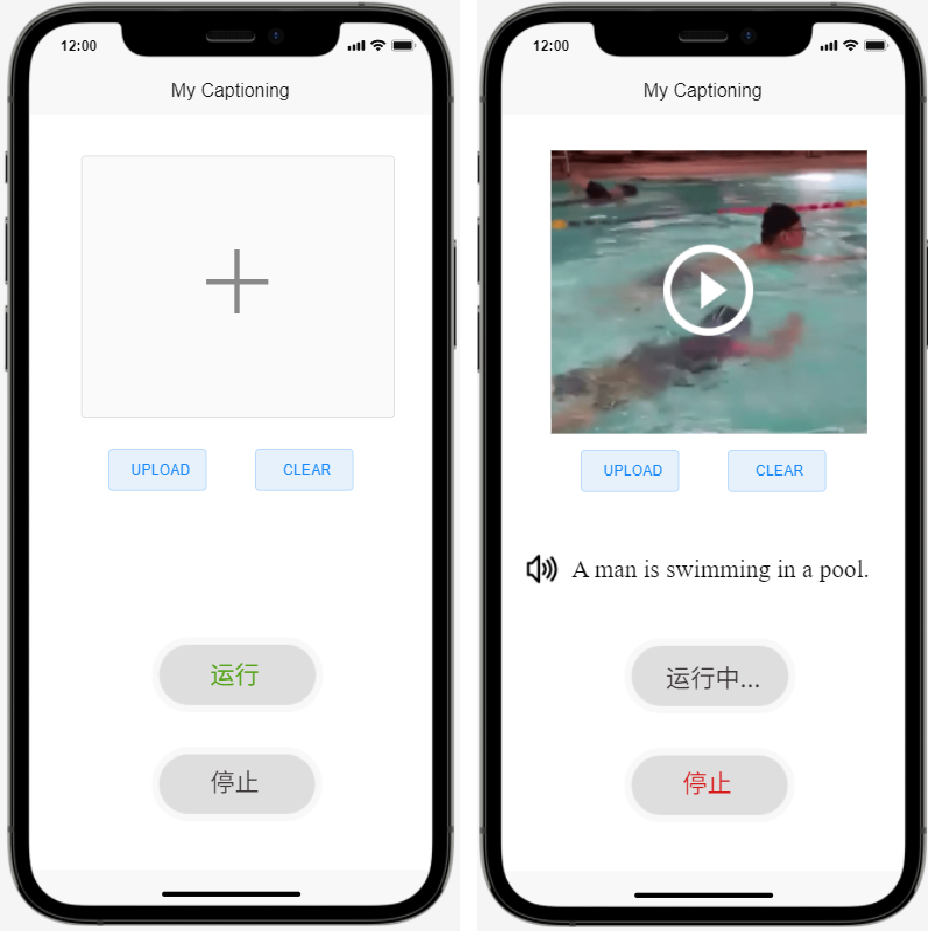 12:00
My Captioning
UPLOAD
CLEAR
运行
停止
12:00
My Captioning
UPLOAD
CLEAR
A man is swimming in a pool.
运行中...
停止